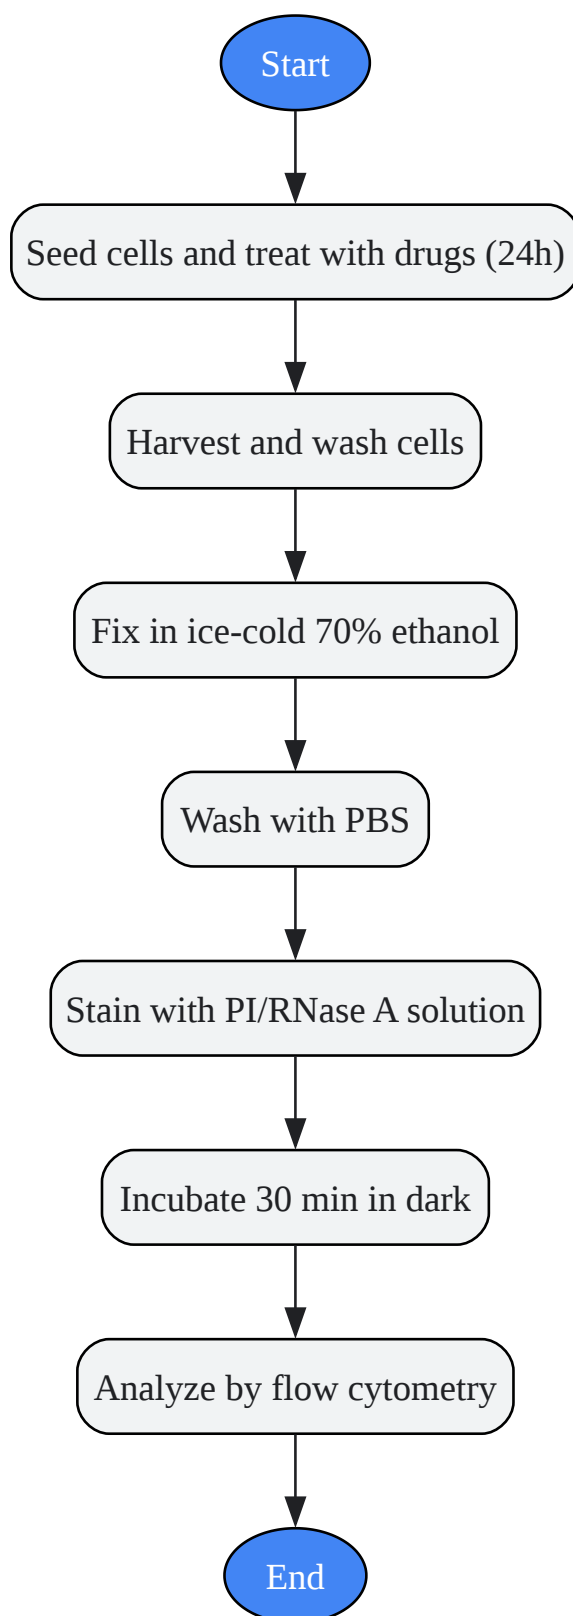 Start
Seed cells and treat with drugs (24h)
Harvest and wash cells
Fix in ice-cold 70% ethanol
Wash with PBS
Stain with PI/RNase A solution
Incubate 30 min in dark
Analyze by flow cytometry
End